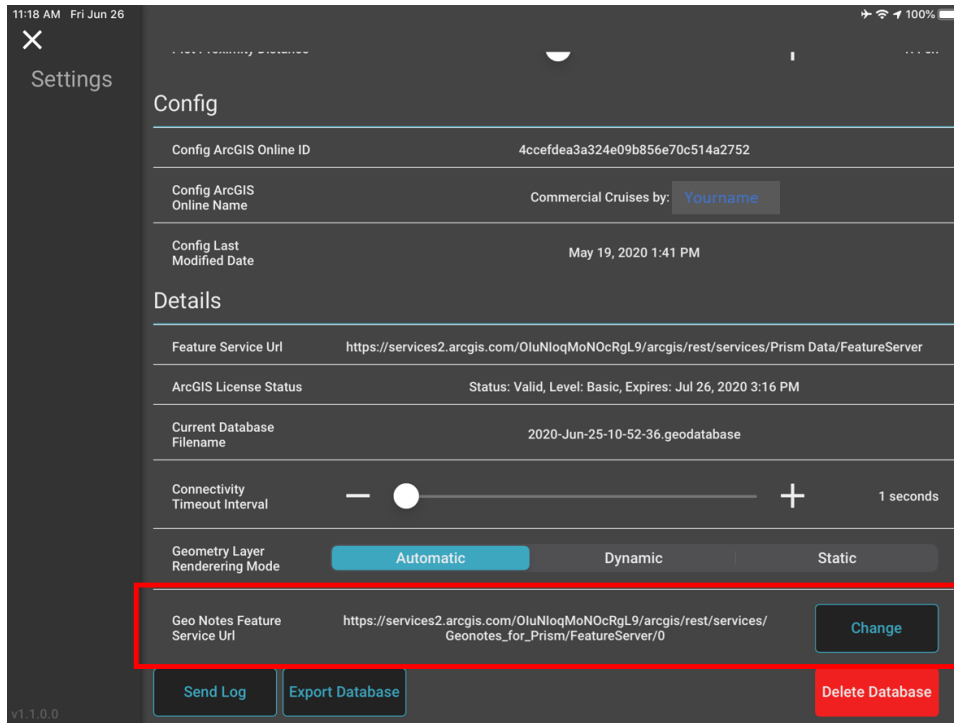 11:18 AM Fri Jun 26
100%
Settings
Config
Config ArcGIS Online ID
4ccefdea3a324e09b856e70c514a2752
Config ArcGIS
Online Name
Commercial Cruises by: Yourname
Config Last
Modified Date
May 19, 2020 1:41 PM
Details
Feature Service Url
https://services2.arcgis.com/OIuNIoqMoNOcRgL9/arcgis/rest/services/Prism Data/FeatureServer
ArcGIS License Status
Status: Valid, Level: Basic, Expires: Jul 26, 2020 3:16 PM
Current Database
Filename
2020-Jun-25-10-52-36.geodatabase
Connectivity
Timeout Interval
1 seconds
Geometry Layer
Renderering Mode
Automatic
Dynamic
Static
Geo Notes Feature
Service Url
https://services2.arcgis.com/OIuNIoqMoNOcRgL9/arcgis/rest/services/
Geonotes_for_Prism/FeatureServer/0
Change
Send Log
Export Database
Delete Database
v1.1.0.0